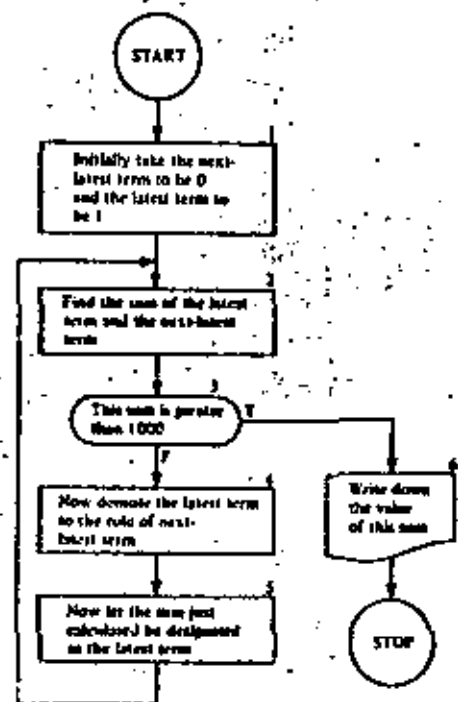 START
1
Initially take the next-
latest term to be 0
and the latest term to
be 1
2
Find the sum of the latest
term and the next-latest
term
3
This sum is greater
than 1000
T
F
4
Now demote the latest term
to the role of next-
latest term
5
Now let the sum just
calculated be designated
as the latest term
6
Write down
the value
of this sum
STOP